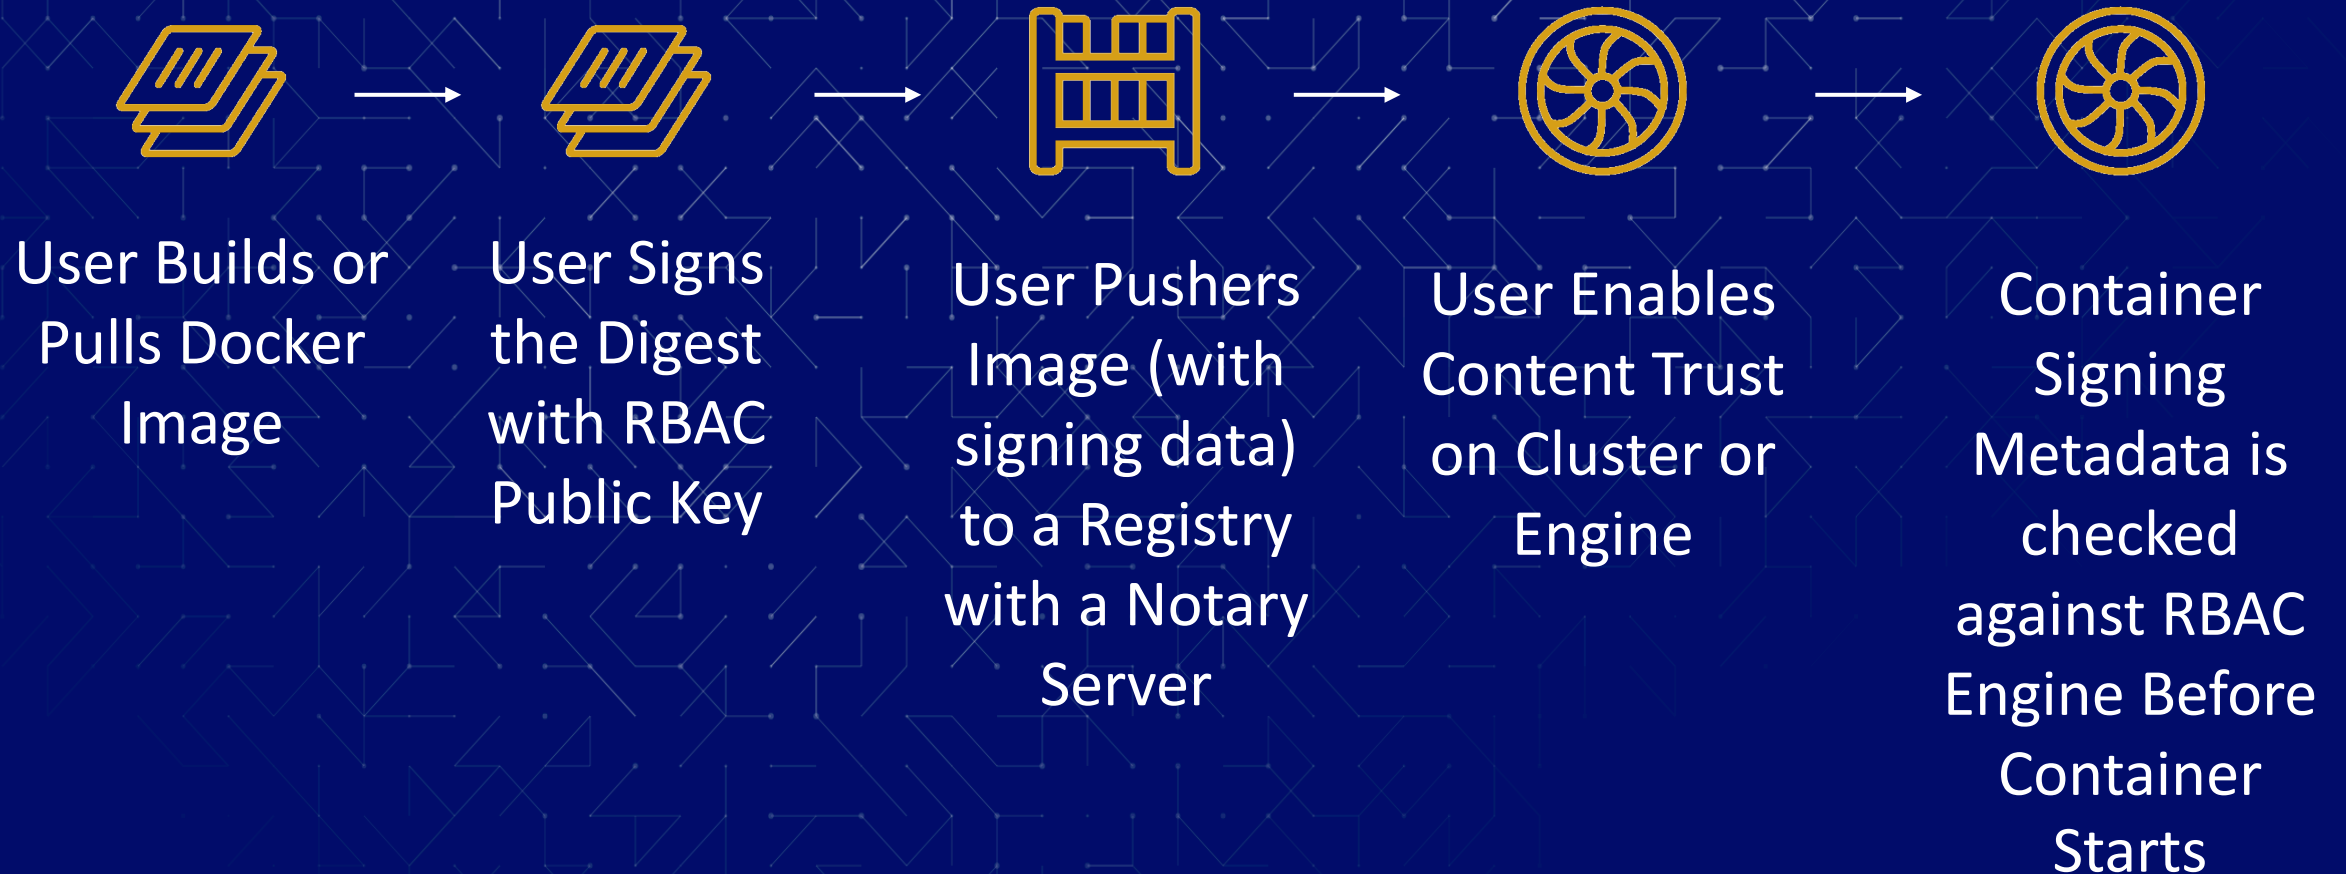 User Builds or
Pulls Docker
Image
User Signs
the Digest
with RBAC
Public Key
User Pushers
Image (with
signing data)
to a Registry
with a Notary
Server
User Enables
Content Trust
on Cluster or
Engine
Container
Signing
Metadata is
checked
against RBAC
Engine Before
Container
Starts